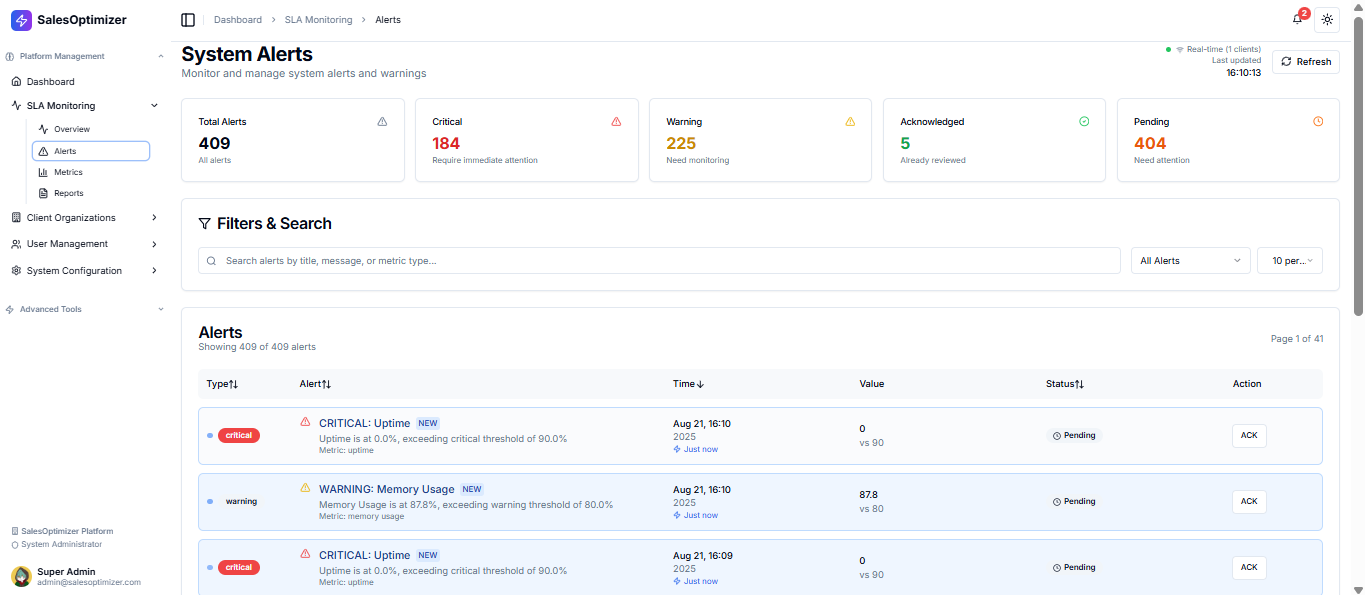 SalesOptimizer
Platform Management
Dashboard
SLA Monitoring
Overview
Alerts
Metrics
Reports
Client Organizations
User Management
System Configuration
Advanced Tools
SalesOptimizer Platform
System Administrator
Super Admin
admin@salesoptimizer.com
Dashboard > SLA Monitoring > Alerts
2
System Alerts
Monitor and manage system alerts and warnings
Real-time (1 clients)
Last updated
16:10:13
Refresh
Total Alerts
409
All alerts
Critical
184
Require immediate attention
Warning
225
Need monitoring
Acknowledged
5
Already reviewed
Pending
404
Need attention
Filters & Search
Search alerts by title, message, or metric type...
All Alerts
10 per...
Alerts
Showing 409 of 409 alerts
Page 1 of 41
Type↑↓ Alert↑↓ Time↓ Value Status↑↓ Action
critical
CRITICAL: Uptime NEW
Uptime is at 0.0%, exceeding critical threshold of 90.0%
Metric: uptime
Aug 21, 16:10
2025
Just now
0
vs 90
Pending
ACK
warning
WARNING: Memory Usage NEW
Memory Usage is at 87.8%, exceeding warning threshold of 80.0%
Metric: memory usage
Aug 21, 16:10
2025
Just now
87.8
vs 80
Pending
ACK
critical
CRITICAL: Uptime NEW
Uptime is at 0.0%, exceeding critical threshold of 90.0%
Metric: uptime
Aug 21, 16:09
2025
Just now
0
vs 90
Pending
ACK